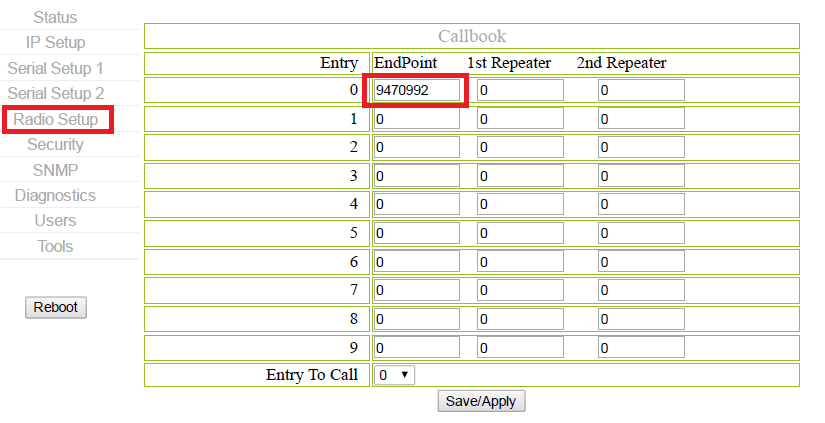 Status
IP Setup
Serial Setup 1
Serial Setup 2
Radio Setup
Security
SNMP
Diagnostics
Users
Tools
Reboot
Callbook
Entry EndPoint 1st Repeater 2nd Repeater
0 9470992 0 0
1 0 0 0
2 0 0 0
3 0 0 0
4 0 0 0
5 0 0 0
6 0 0 0
7 0 0 0
8 0 0 0
9 0 0 0
Entry To Call 0
Save/Apply